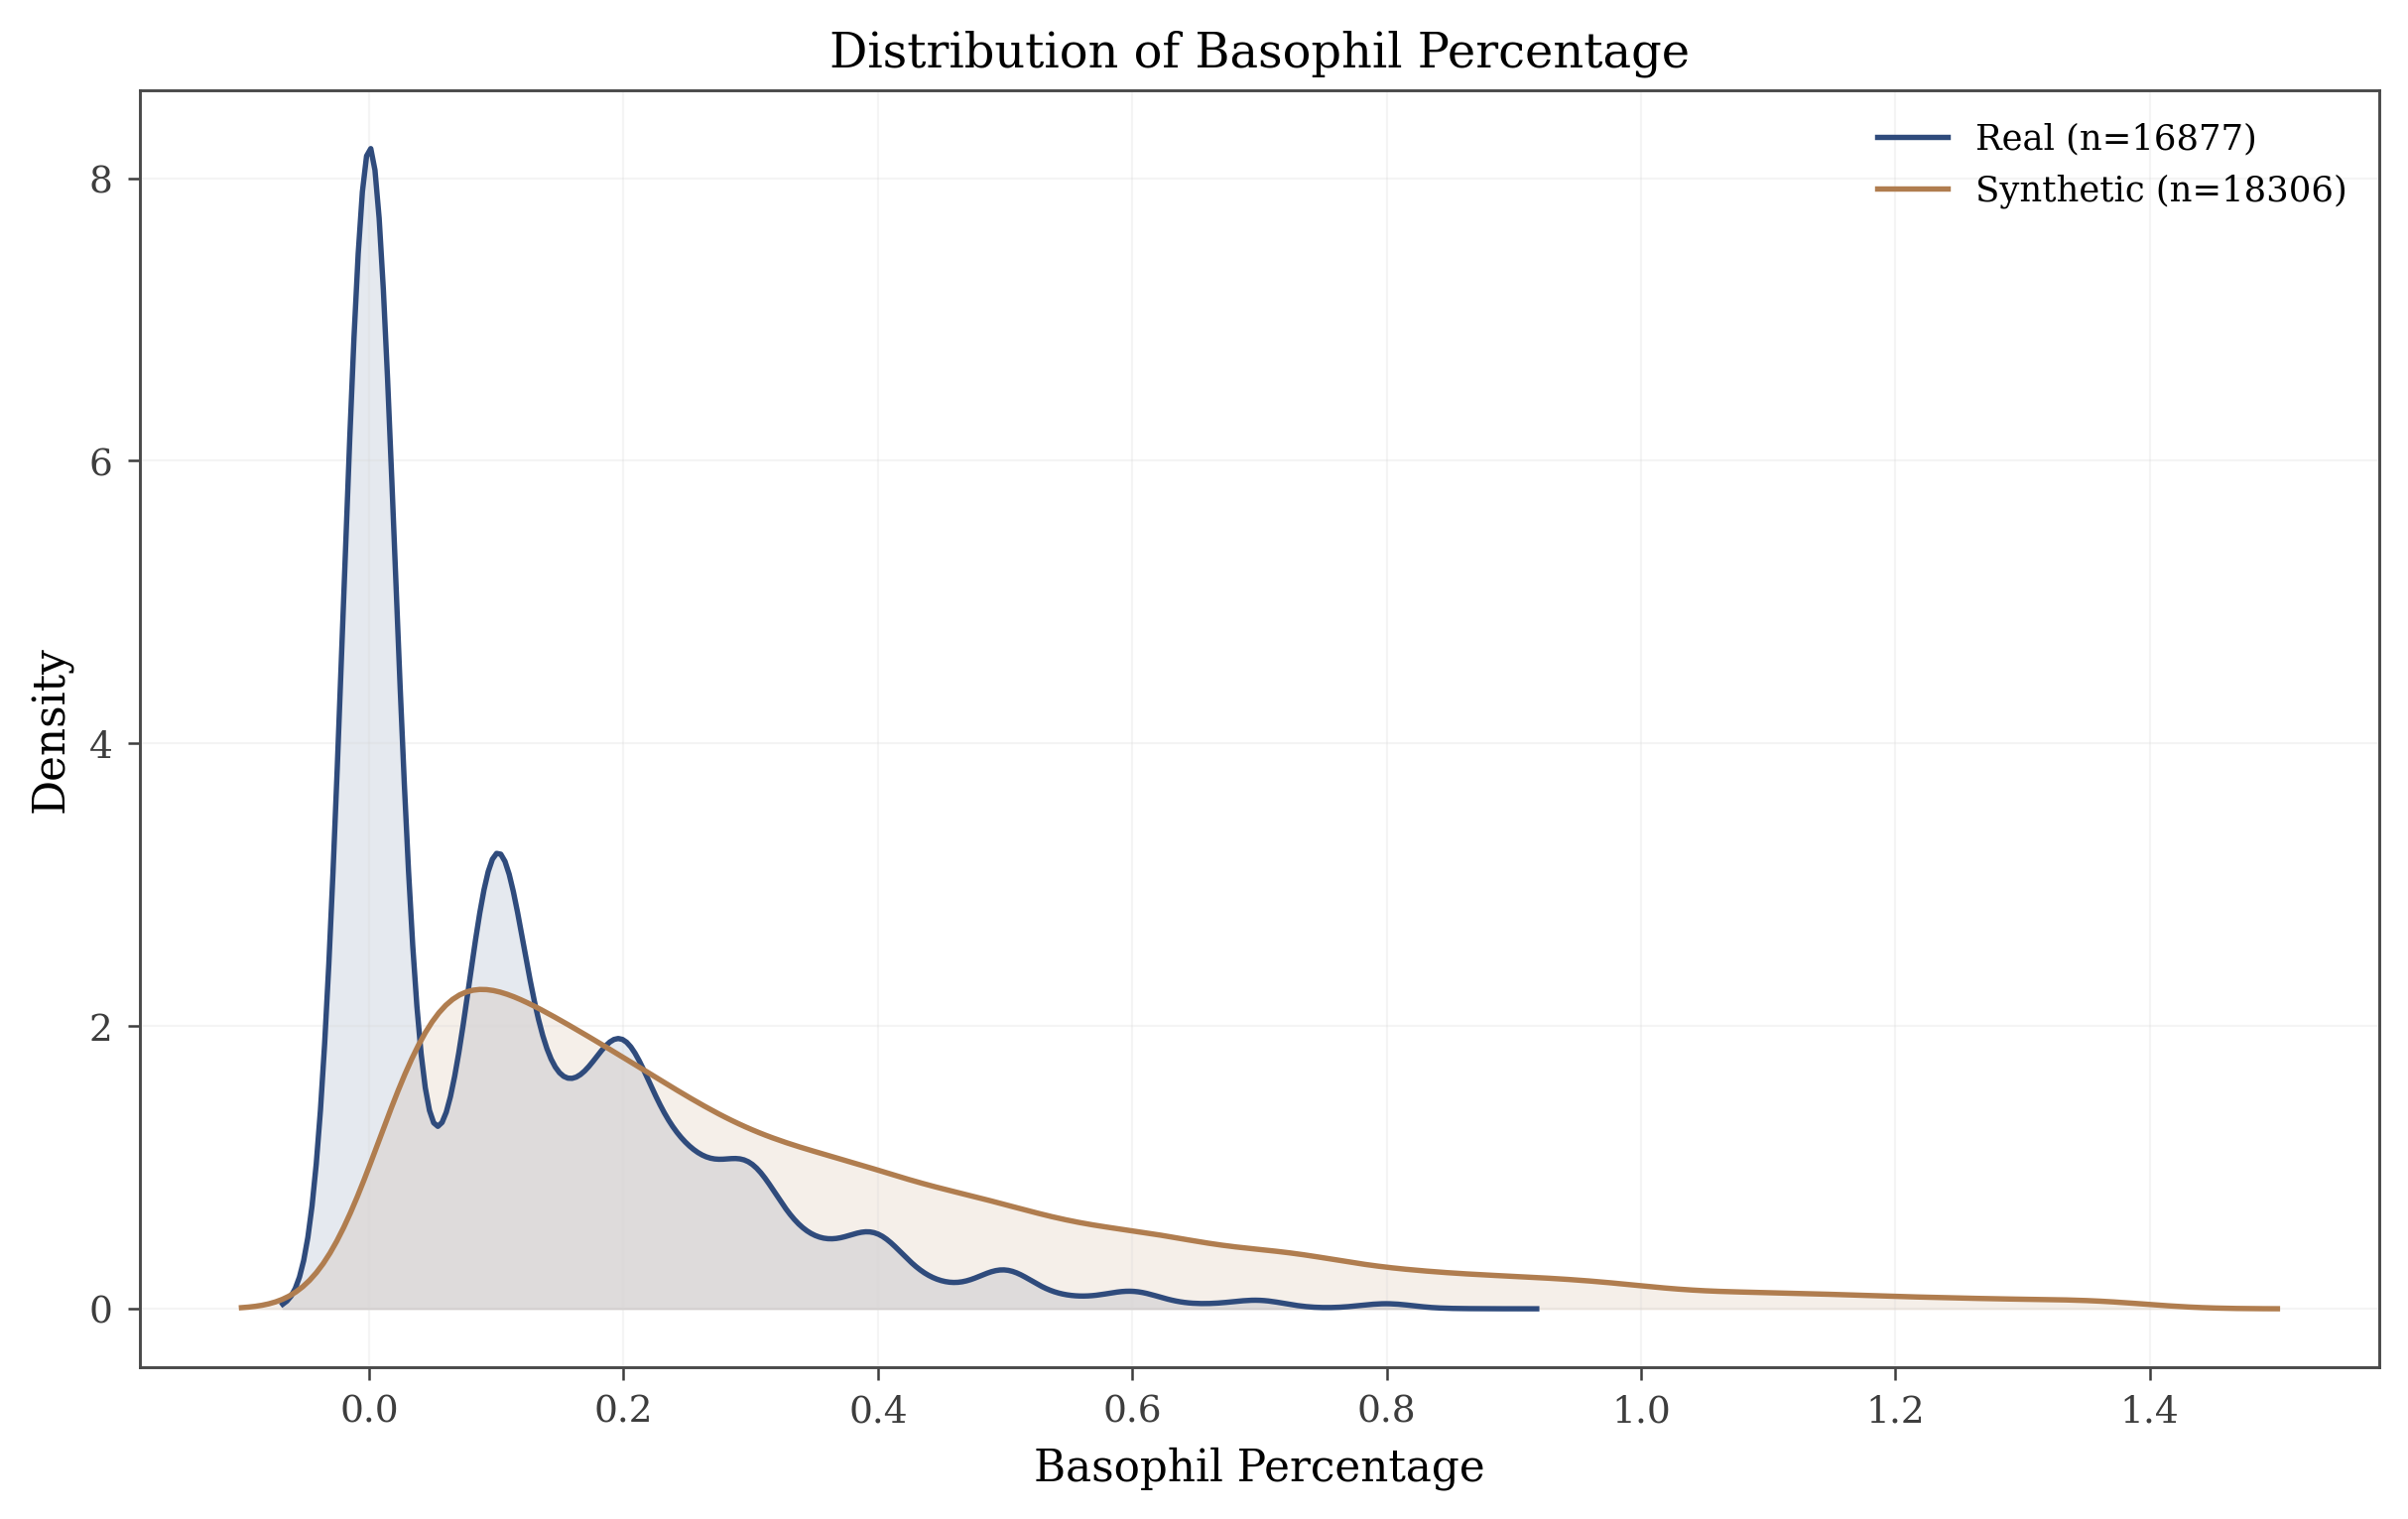 Distribution of Basophil Percentage
Real (n=16877)
Synthetic (n=18306)
8
6
4
2
0
Density
0.0 0.2 0.4 0.6 0.8 1.0 1.2 1.4
Basophil Percentage